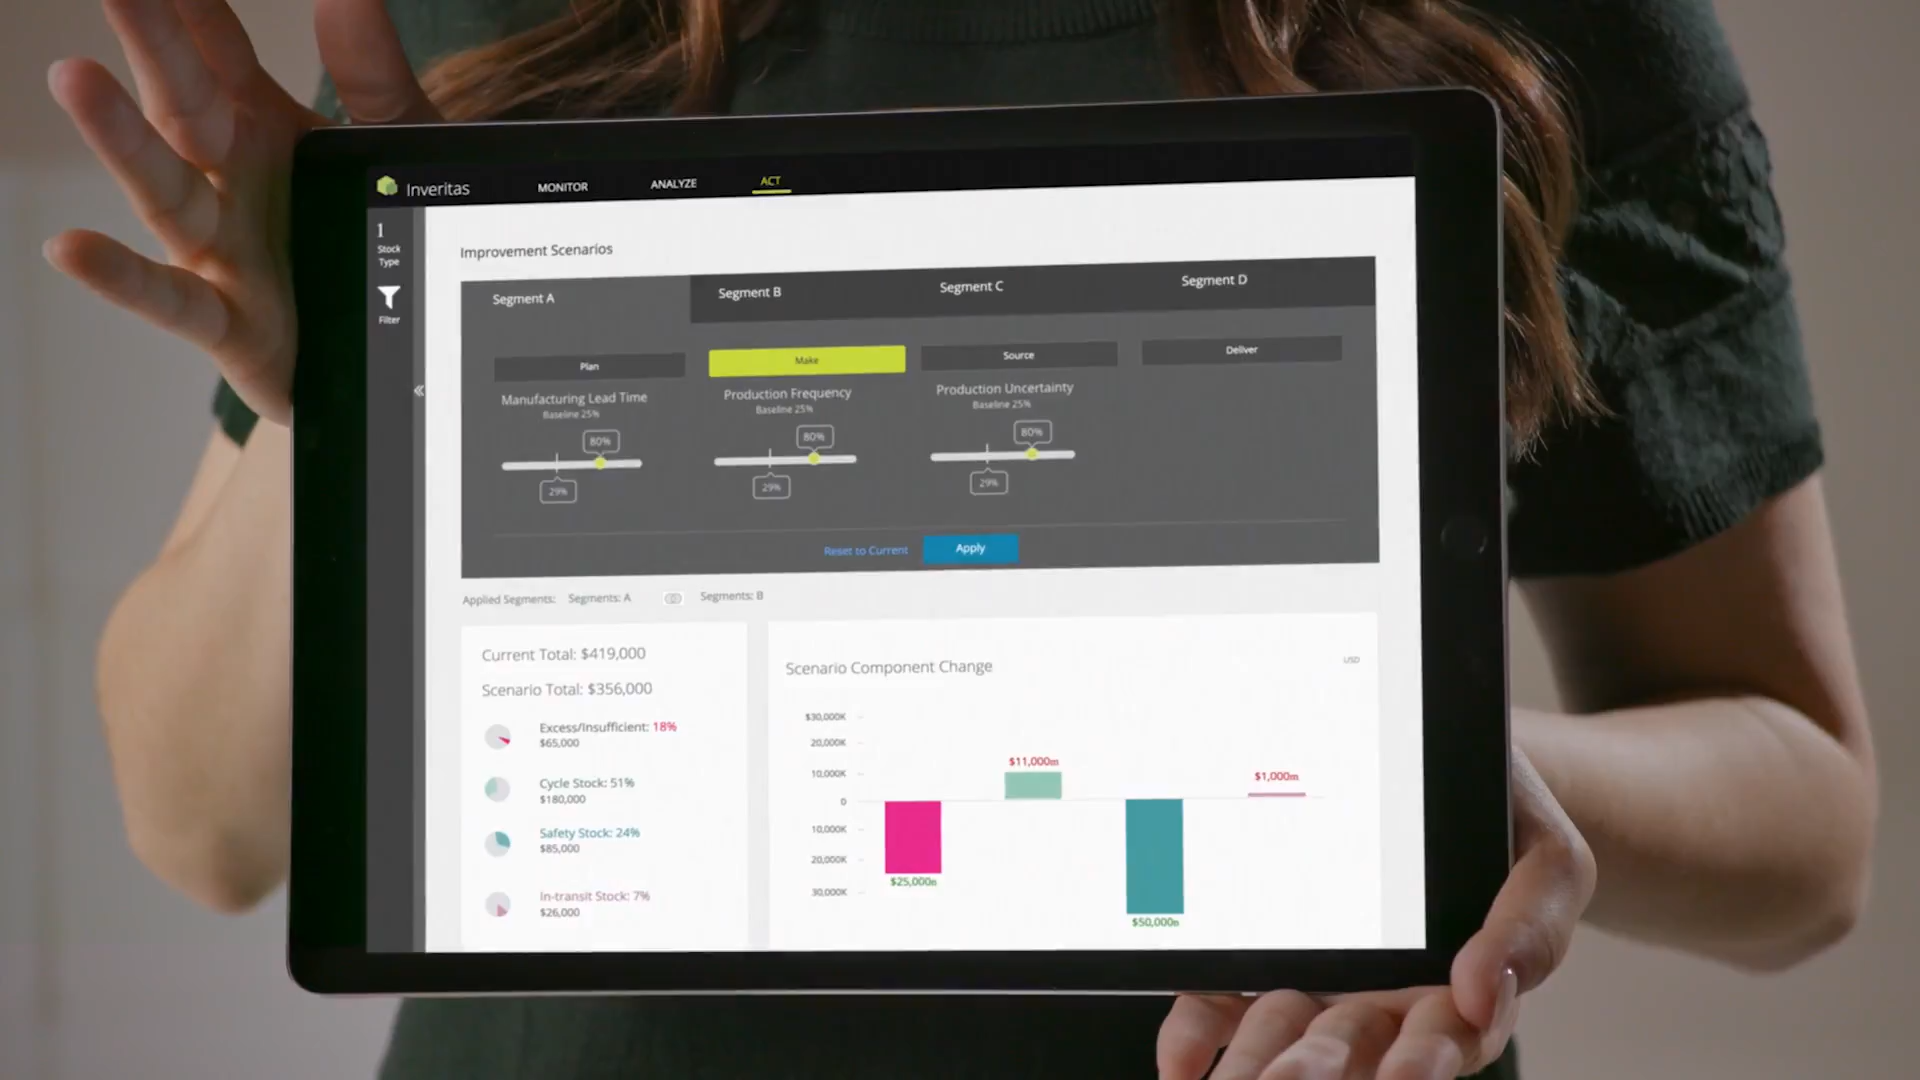 Inveritas
MONITOR
ANALYZE
ACT
1
Stock
Type
Filter
«
Improvement Scenarios
Segment A
Segment B
Segment C
Segment D
Plan
Make
Source
Deliver
Manufacturing Lead Time
Baseline 25%
80%
29%
Production Frequency
Baseline 25%
80%
29%
Production Uncertainty
Baseline 25%
80%
29%
Reset to Current
Apply
Applied Segments: Segments: A Segments: B
Current Total: $419,000
Scenario Total: $356,000
Excess/Insufficient: 18%
$65,000
Cycle Stock: 51%
$180,000
Safety Stock: 24%
$85,000
In-transit Stock: 7%
$26,000
Scenario Component Change
USD
$30,000K
20,000K
10,000K
0
10,000K
20,000K
30,000K
$25,000m
$11,000m
$50,000m
$1,000m